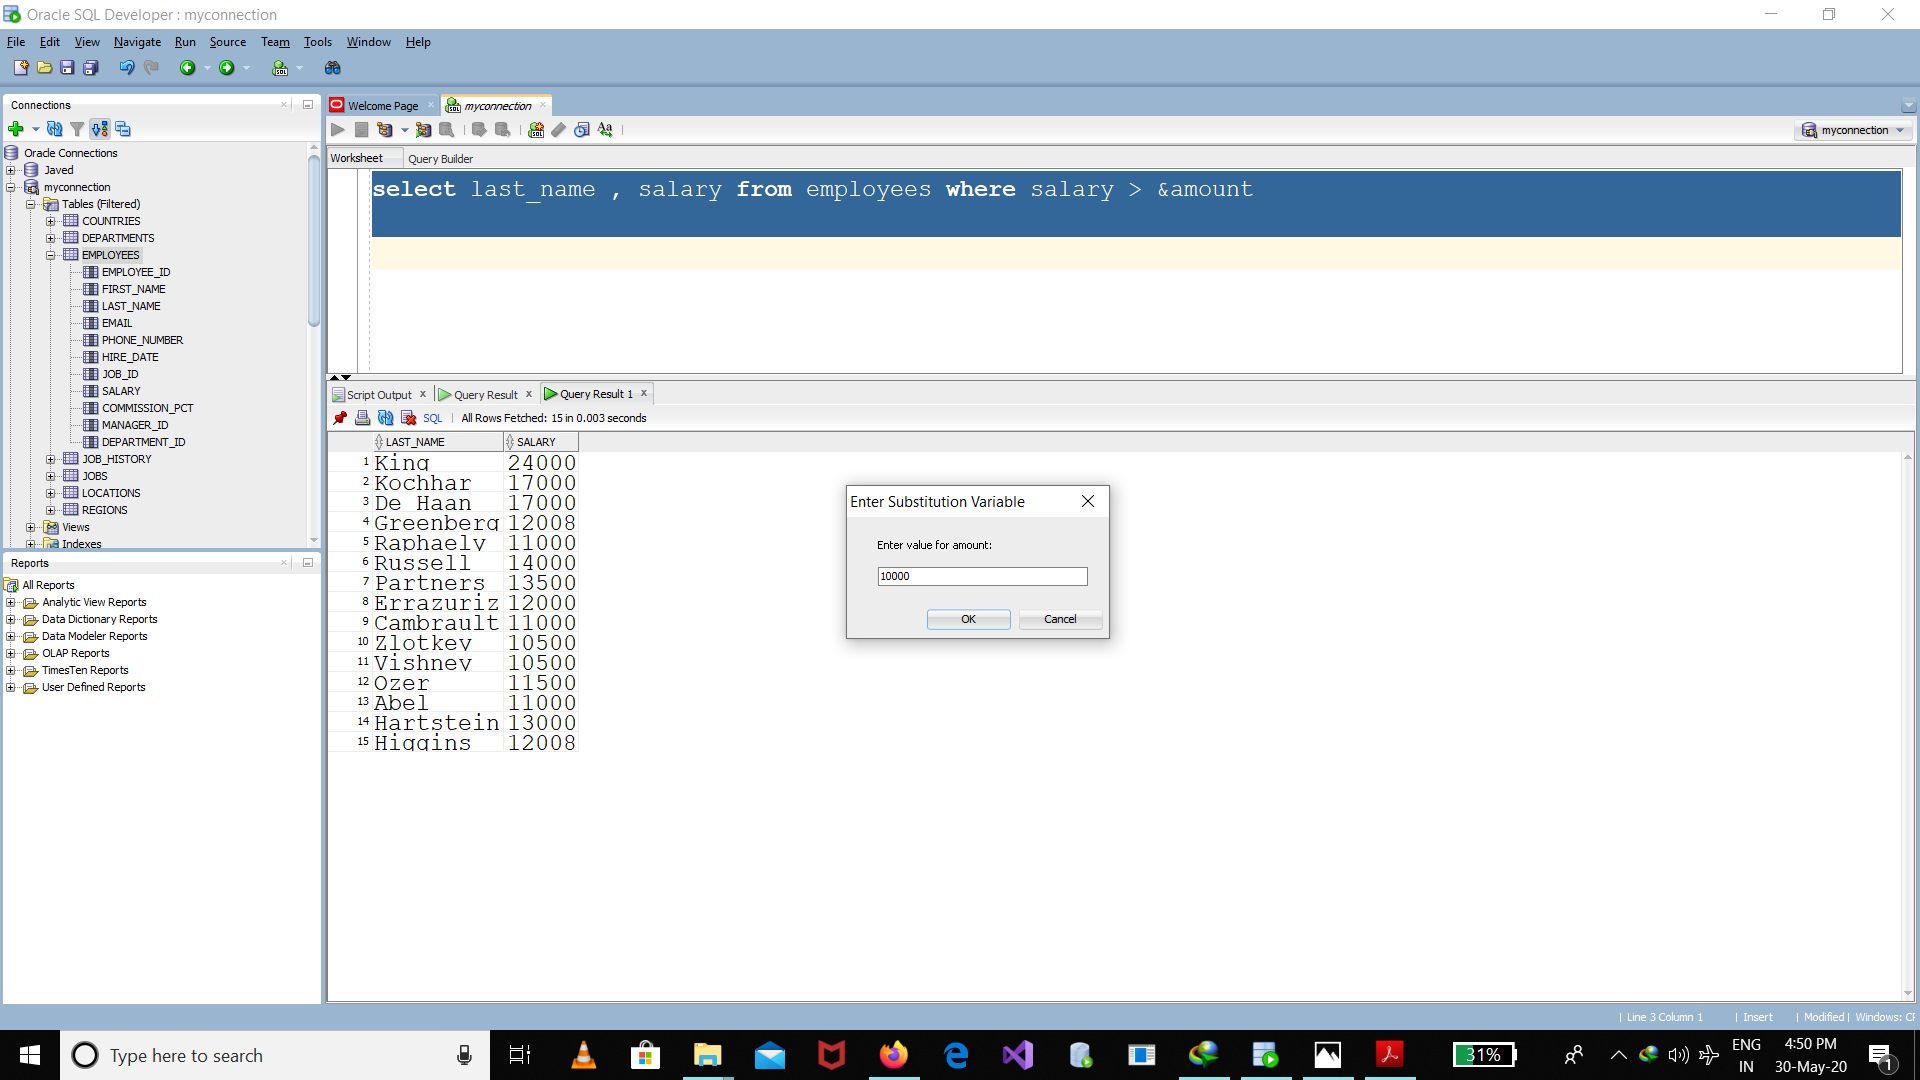 Oracle SQL Developer : myconnection
File Edit View Navigate Run Source Team Tools Window Help
Connections
Oracle Connections
Javed
myconnection
Tables (Filtered)
COUNTRIES
DEPARTMENTS
EMPLOYEES
EMPLOYEE_ID
FIRST_NAME
LAST_NAME
EMAIL
PHONE_NUMBER
HIRE_DATE
JOB_ID
SALARY
COMMISSION_PCT
MANAGER_ID
DEPARTMENT_ID
JOB_HISTORY
JOBS
LOCATIONS
REGIONS
Views
Indexes
Reports
All Reports
Analytic View Reports
Data Dictionary Reports
Data Modeler Reports
OLAP Reports
TimesTen Reports
User Defined Reports
Welcome Page myconnection
myconnection
Worksheet Query Builder
select last_name , salary from employees where salary > &amount
Script Output Query Result Query Result 1
SQL All Rows Fetched: 15 in 0.003 seconds
LAST_NAME SALARY
1 King 24000
2 Kochhar 17000
3 De Haan 17000
4 Greenberg 12008
5 Raphaely 11000
6 Russell 14000
7 Partners 13500
8 Errazuriz 12000
9 Cambrault 11000
10 Zlotkey 10500
11 Vishney 10500
12 Ozer 11500
13 Abel 11000
14 Hartstein 13000
15 Higgins 12008
Enter Substitution Variable
Enter value for amount:
10000
OK Cancel
Line 3 Column 1 Insert Modified Windows: CF
Type here to search
31%
ENG
IN
4:50 PM
30-May-20
1